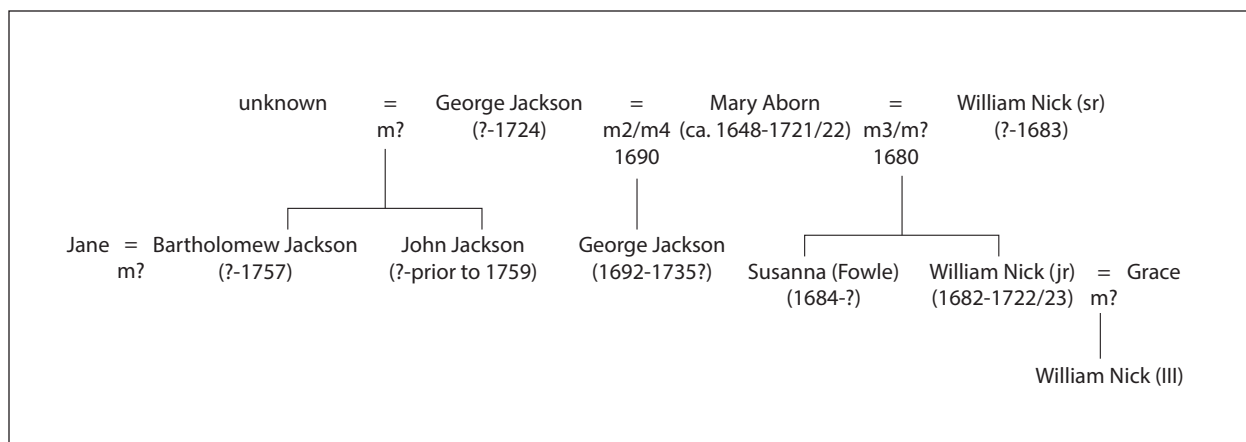 unknown = George Jackson = Mary Aborn = William Nick (sr)
m? (?-1724) m2/m4 (ca. 1648-1721/22) m3/m? (?-1683)
1690 1680
Jane = Bartholomew Jackson John Jackson George Jackson Susanna (Fowle) William Nick (jr) = Grace
m? (?-1757) (?-prior to 1759) (1692-1735?) (1684-?) (1682-1722/23) m?
William Nick (III)